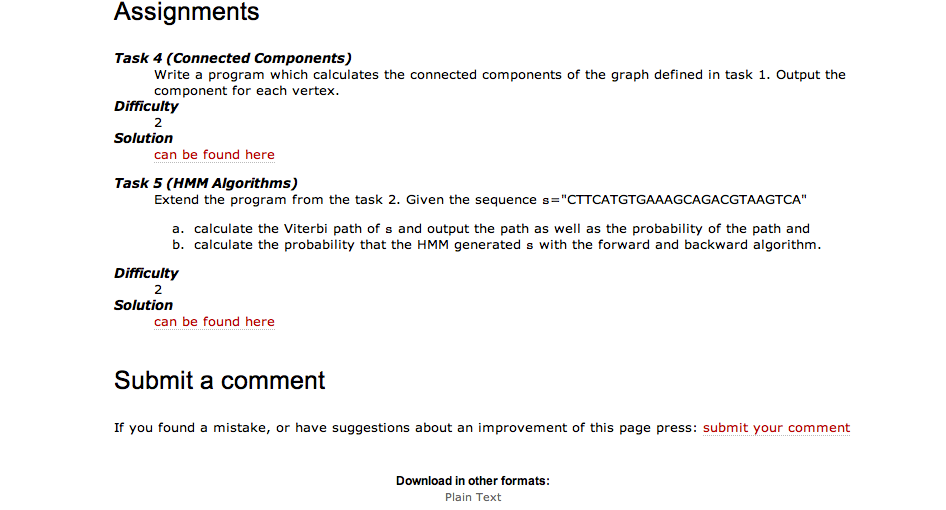 Assignments
Task 4 (Connected Components)
Write a program which calculates the connected components of the graph defined in task 1. Output the
component for each vertex.
Difficulty
2
Solution
can be found here
Task 5 (HMM Algorithms)
Extend the program from the task 2. Given the sequence s="CTTCATGTGAAAGCAGACGTAAGTCA"
a. calculate the Viterbi path of s and output the path as well as the probability of the path and
b. calculate the probability that the HMM generated s with the forward and backward algorithm.
Difficulty
2
Solution
can be found here
Submit a comment
If you found a mistake, or have suggestions about an improvement of this page press: submit your comment
Download in other formats:
Plain Text